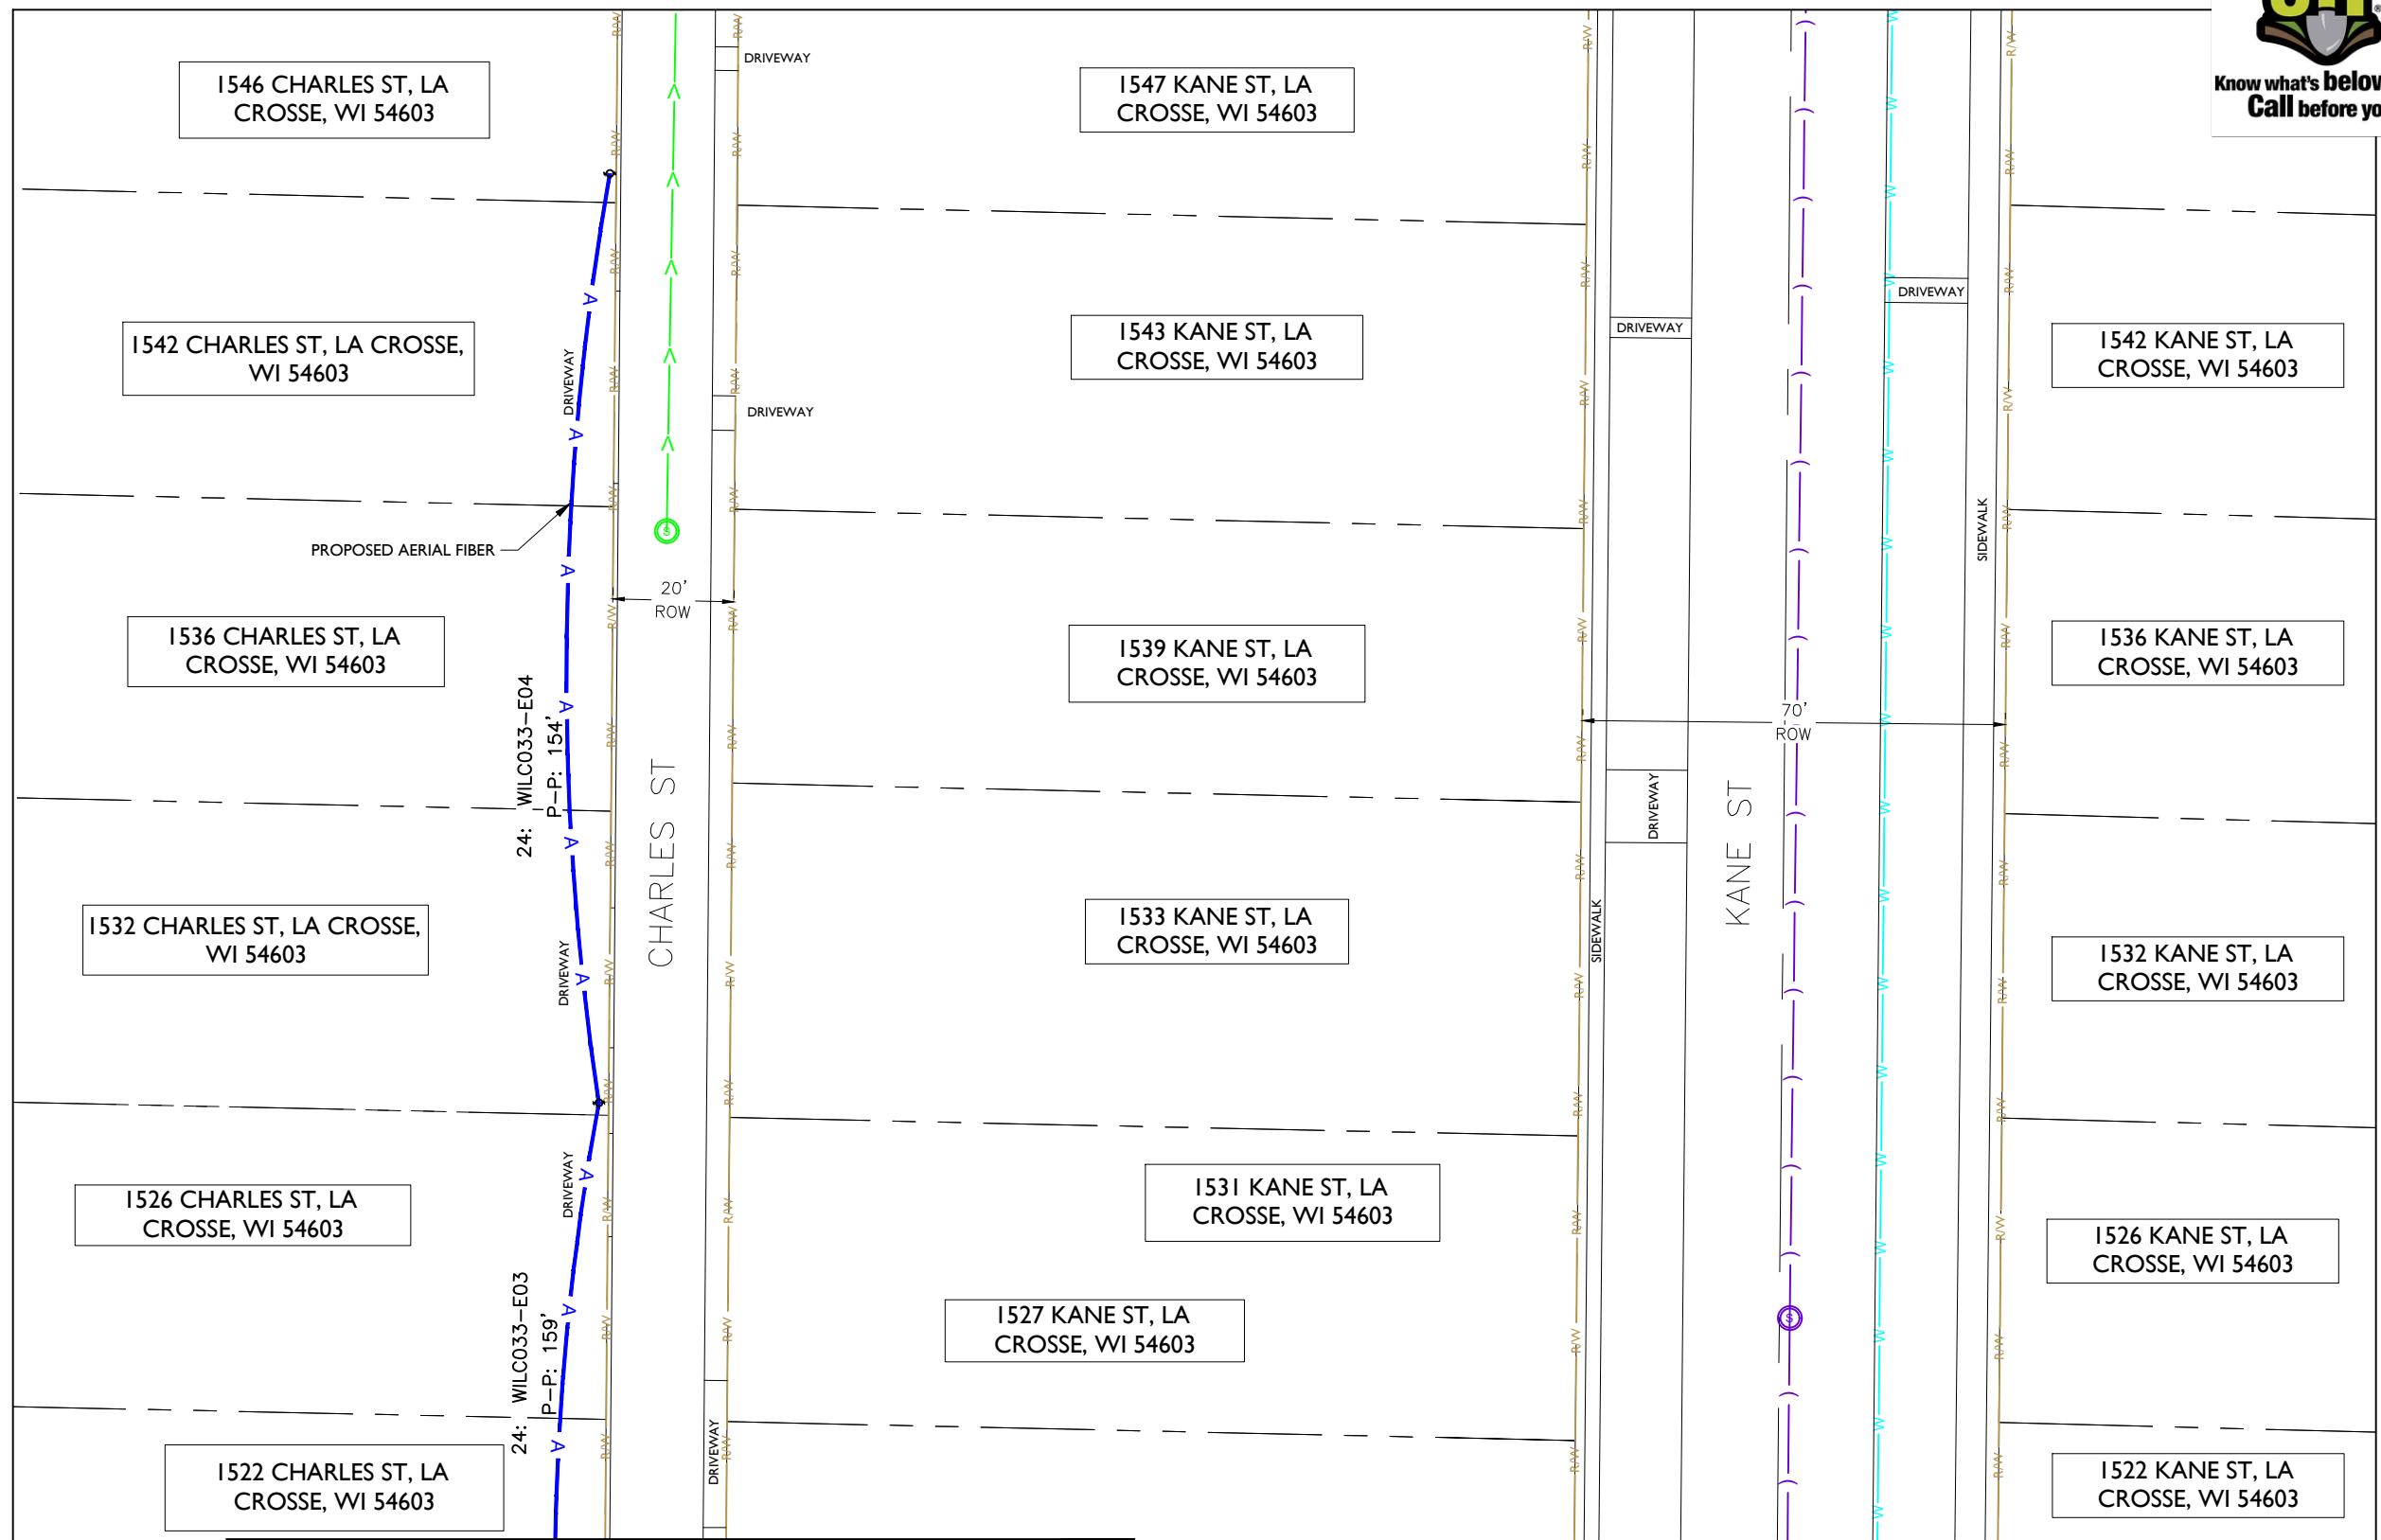 1546 CHARLES ST, LA
CROSSE, WI 54603
DRIVEWAY
1547 KANE ST, LA
CROSSE, WI 54603
Know what's
Call before
DRIVEWAY
1542 CHARLES ST, LA CROSSE,
WI 54603
DRIVEWAY
DRIVEWAY
1543 KANE ST, LA
CROSSE, WI 54603
DRIVEWAY
1542 KANE ST, LA
CROSSE, WI 54603
PROPOSED AERIAL FIBER
S
20'
ROW
SIDEWALK
1536 CHARLES ST, LA
CROSSE, WI 54603
1539 KANE ST, LA
CROSSE, WI 54603
1536 KANE ST, LA
CROSSE, WI 54603
70'
ROW
24: WILC033-E04
P-P: 154'
CHARLES ST
DRIVEWAY
KANE ST
1532 CHARLES ST, LA CROSSE,
WI 54603
DRIVEWAY
1533 KANE ST, LA
CROSSE, WI 54603
SIDEWALK
1532 KANE ST, LA
CROSSE, WI 54603
1526 CHARLES ST, LA
CROSSE, WI 54603
DRIVEWAY
1531 KANE ST, LA
CROSSE, WI 54603
1526 KANE ST, LA
CROSSE, WI 54603
24: WILC033-E03
P-P: 159'
1527 KANE ST, LA
CROSSE, WI 54603
S
1522 CHARLES ST, LA
CROSSE, WI 54603
DRIVEWAY
1522 KANE ST, LA
CROSSE, WI 54603
R/W
A
W